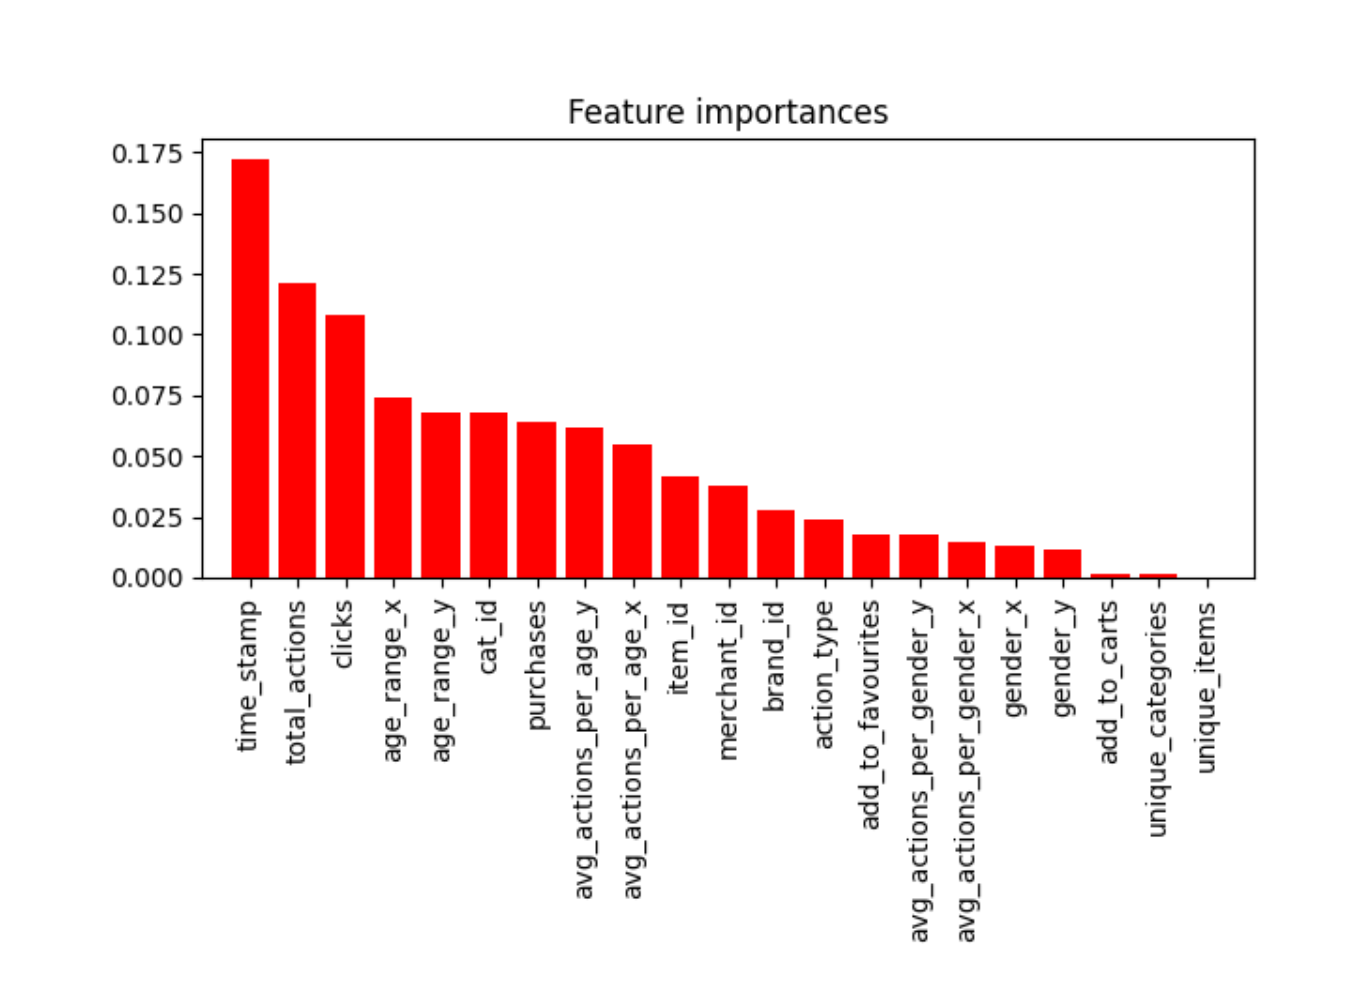 Feature importances
0.175
0.150
0.125
0.100
0.075
0.050
0.025
0.000
time_stamp
total_actions
clicks
age_range_x
age_range_y
cat_id
purchases
avg_actions_per_age_y
avg_actions_per_age_x
item_id
merchant_id
brand_id
action_type
add_to_favourites
avg_actions_per_gender_y
avg_actions_per_gender_x
gender_x
gender_y
add_to_carts
unique_categories
unique_items